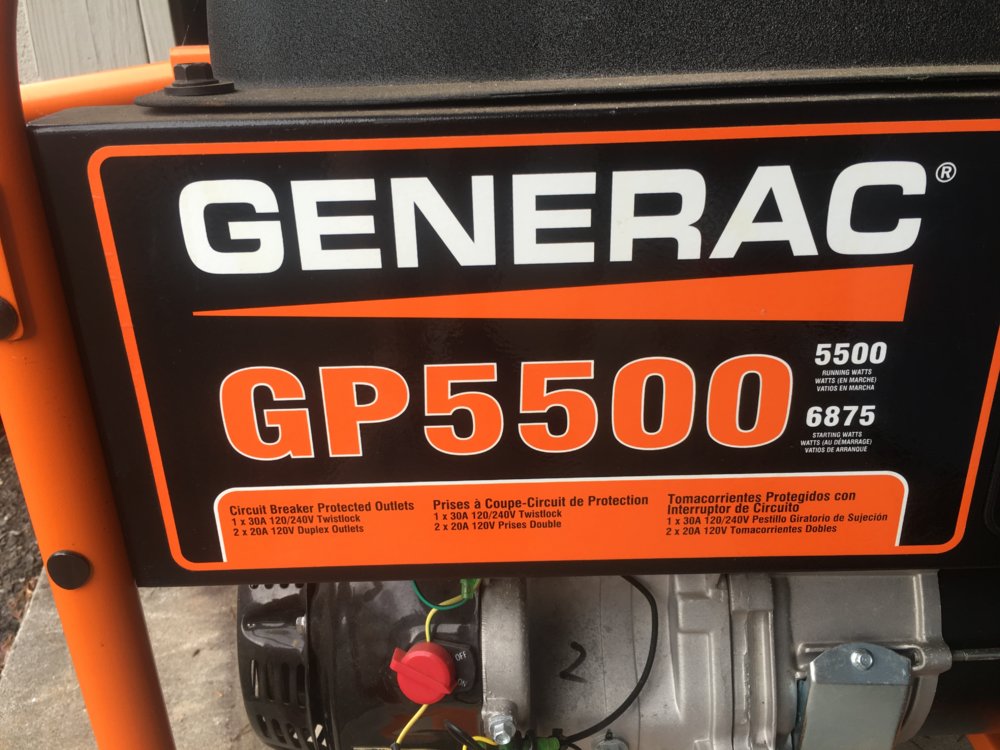 GENERAC®
GP5500
5500
RUNNING WATTS
WATTS (EN MARCHE)
VATIOS EN MARCHA
6875
STARTING WATTS
WATTS (AU DÉMARRAGE)
VATIOS DE ARRANQUE
Circuit Breaker Protected Outlets
1 x 30A 120/240V Twistlock
2 x 20A 120V Duplex Outlets
Prises à Coupe-Circuit de Protection
1 x 30A 120/240V Twistlock
2 x 20A 120V Prises Double
Tomacorrientes Protegidos con
Interruptor de Circuito
1 x 30A 120/240V Pestillo Giratorio de Sujeción
2 x 20A 120V Tomacorrientes Dobles
OFF
ON
2